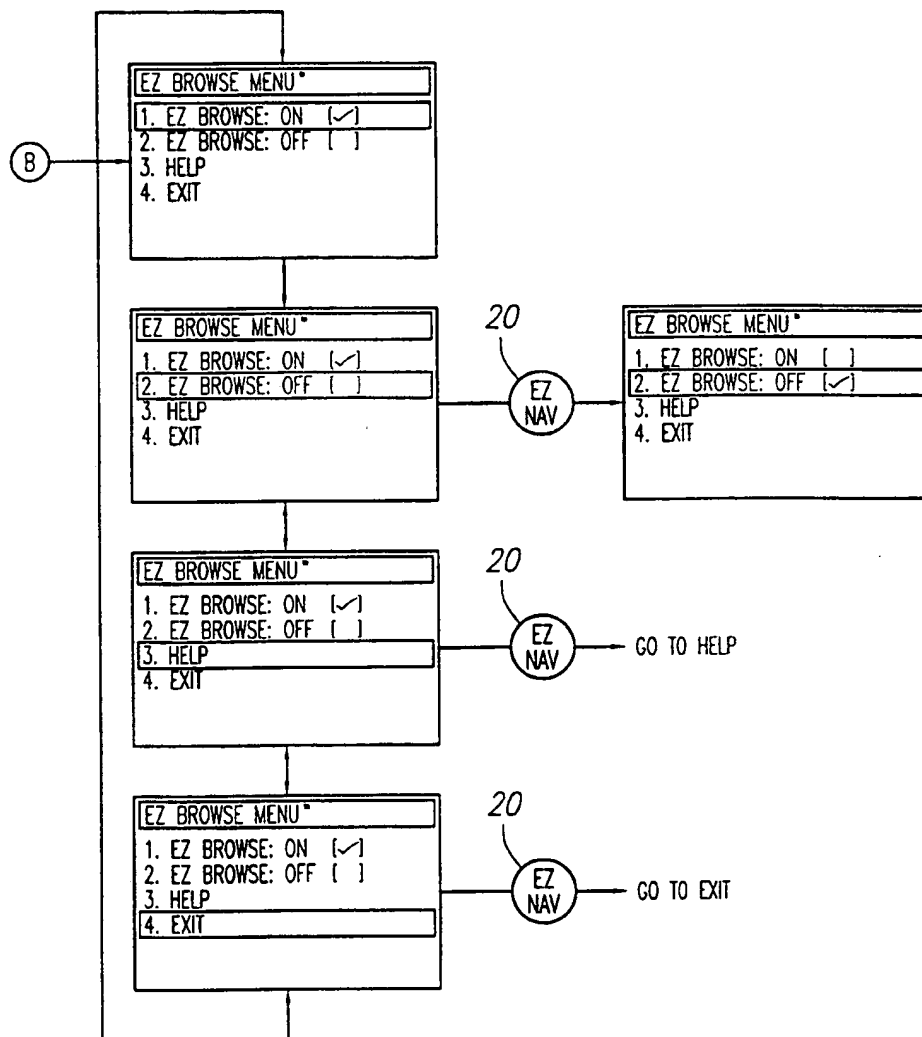 EZ BROWSE MENU"
1. EZ BROWSE: ON [✓]
2. EZ BROWSE: OFF [ ]
3. HELP
4. EXIT
B
EZ BROWSE MENU"
1. EZ BROWSE: ON [✓]
2. EZ BROWSE: OFF [ ]
3. HELP
4. EXIT
20
EZ
NAV
EZ BROWSE MENU"
1. EZ BROWSE: ON [ ]
2. EZ BROWSE: OFF [✓]
3. HELP
4. EXIT
EZ BROWSE MENU"
1. EZ BROWSE: ON [✓]
2. EZ BROWSE: OFF [ ]
3. HELP
4. EXIT
20
EZ
NAV
GO TO HELP
EZ BROWSE MENU"
1. EZ BROWSE: ON [✓]
2. EZ BROWSE: OFF [ ]
3. HELP
4. EXIT
20
EZ
NAV
GO TO EXIT